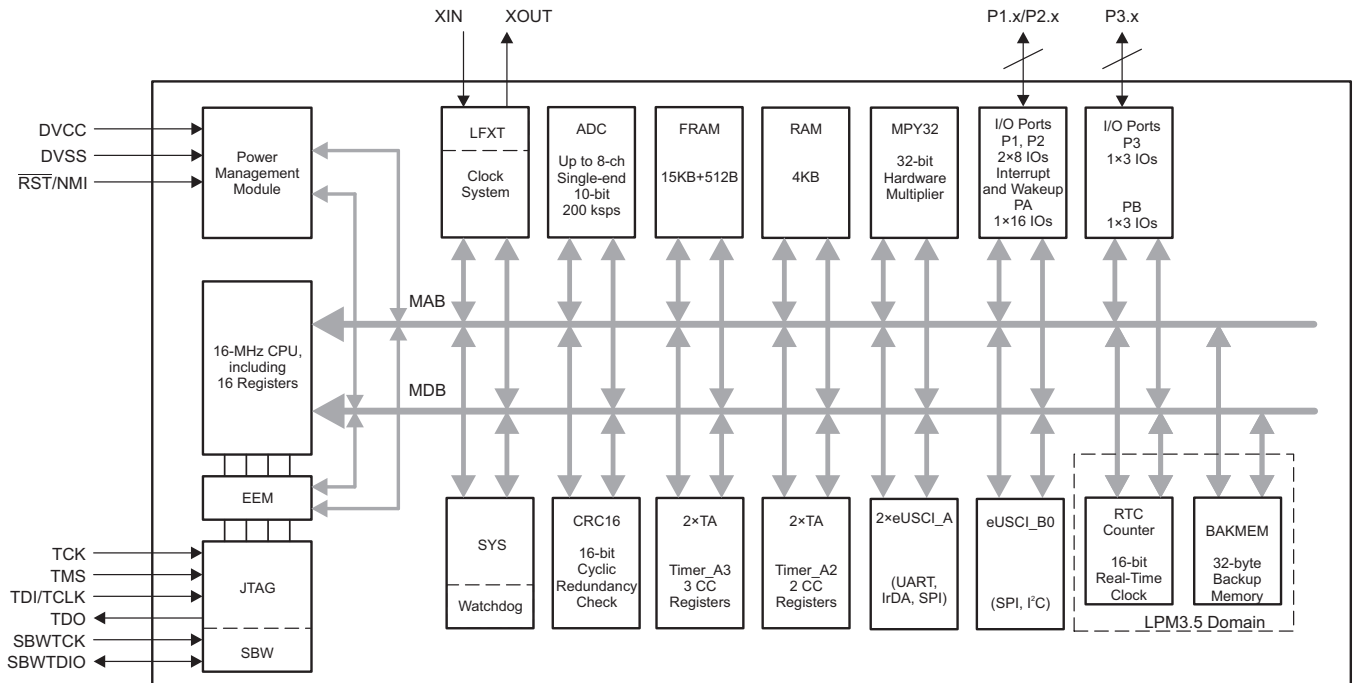 XIN
XOUT
P1.x/P2.x
P3.x
DVCC
DVSS
RST/NMI
Power
Management
Module
LFXT
Clock
System
ADC
Up to 8-ch
Single-end
10-bit
200 ksps
FRAM
15KB+512B
RAM
4KB
MPY32
32-bit
Hardware
Multiplier
I/O Ports
P1, P2
2×8 IOs
Interrupt
and Wakeup
PA
1×16 IOs
I/O Ports
P3
1×3 IOs
PB
1×3 IOs
MAB
16-MHz CPU,
including
16 Registers
MDB
EEM
TCK
TMS
TDI/TCLK
TDO
SBWTCK
SBWTDIO
JTAG
SBW
SYS
Watchdog
CRC16
16-bit
Cyclic
Redundancy
Check
2×TA
Timer_A3
3 CC
Registers
2×TA
Timer_A2
2 CC
Registers
2×eUSCI_A
(UART,
IrDA, SPI)
eUSCI_B0
(SPI, I²C)
RTC
Counter
16-bit
Real-Time
Clock
BAKMEM
32-byte
Backup
Memory
LPM3.5 Domain